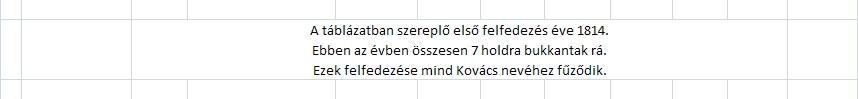 A táblázatban szereplő első felfedezés éve 1814.
Ebben az évben összesen 7 holdra bukkantak rá.
Ezek felfedezése mind Kovács nevéhez fűződik.